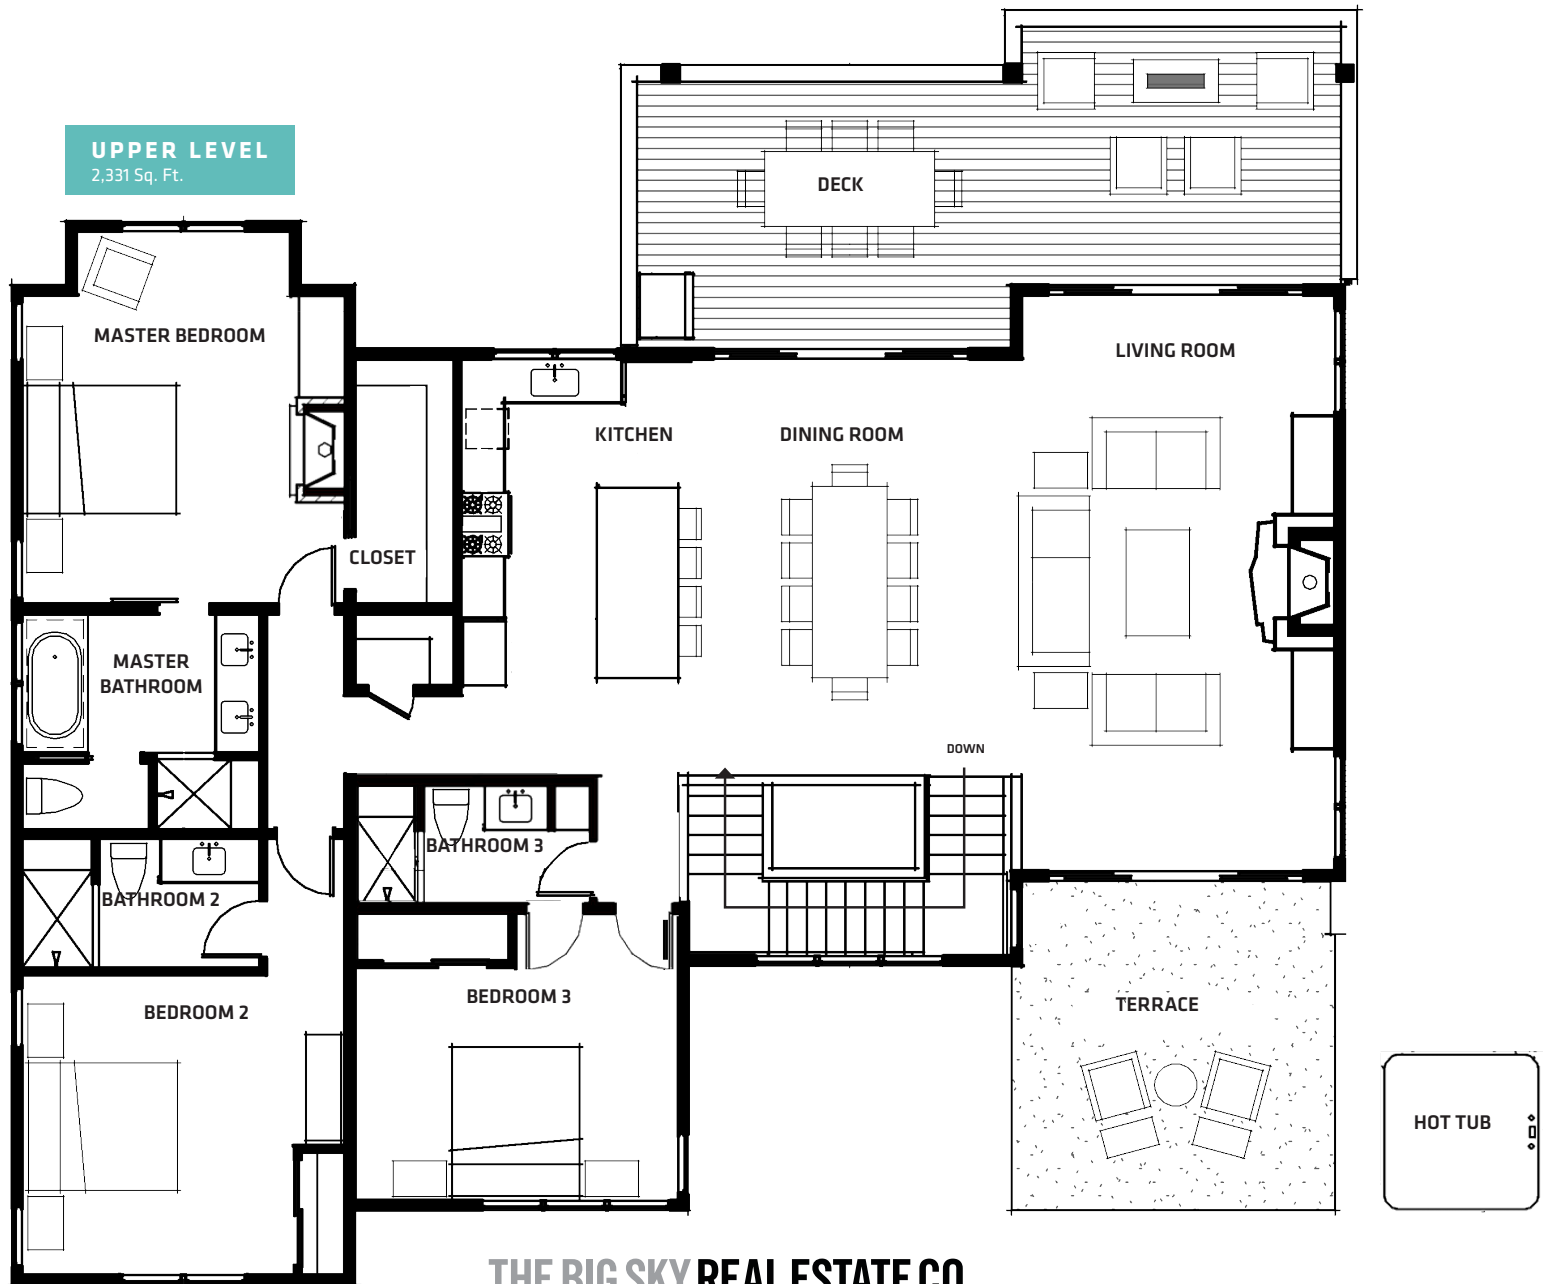 UPPER LEVEL
2,331 Sq. Ft.
DECK
MASTER BEDROOM
LIVING ROOM
KITCHEN
DINING ROOM
CLOSET
MASTER
BATHROOM
DOWN
BATHROOM 3
BATHROOM 2
BEDROOM 3
BEDROOM 2
TERRACE
HOT TUB
THE BIG SKY REAL ESTATE CO